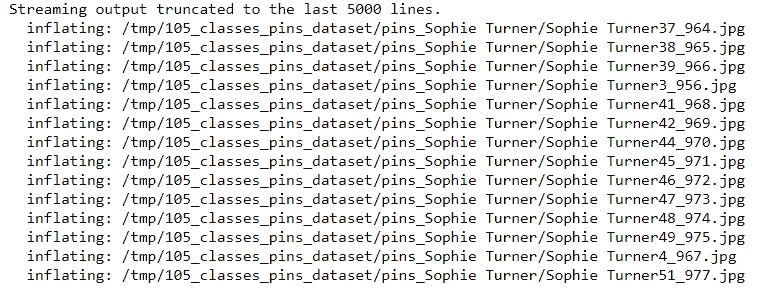 Streaming output truncated to the last 5000 lines.
inflating: /tmp/105_classes_pins_dataset/pins_Sophie Turner/Sophie Turner37_964.jpg
inflating: /tmp/105_classes_pins_dataset/pins_Sophie Turner/Sophie Turner38_965.jpg
inflating: /tmp/105_classes_pins_dataset/pins_Sophie Turner/Sophie Turner39_966.jpg
inflating: /tmp/105_classes_pins_dataset/pins_Sophie Turner/Sophie Turner3_956.jpg
inflating: /tmp/105_classes_pins_dataset/pins_Sophie Turner/Sophie Turner41_968.jpg
inflating: /tmp/105_classes_pins_dataset/pins_Sophie Turner/Sophie Turner42_969.jpg
inflating: /tmp/105_classes_pins_dataset/pins_Sophie Turner/Sophie Turner44_970.jpg
inflating: /tmp/105_classes_pins_dataset/pins_Sophie Turner/Sophie Turner45_971.jpg
inflating: /tmp/105_classes_pins_dataset/pins_Sophie Turner/Sophie Turner46_972.jpg
inflating: /tmp/105_classes_pins_dataset/pins_Sophie Turner/Sophie Turner47_973.jpg
inflating: /tmp/105_classes_pins_dataset/pins_Sophie Turner/Sophie Turner48_974.jpg
inflating: /tmp/105_classes_pins_dataset/pins_Sophie Turner/Sophie Turner49_975.jpg
inflating: /tmp/105_classes_pins_dataset/pins_Sophie Turner/Sophie Turner4_967.jpg
inflating: /tmp/105_classes_pins_dataset/pins_Sophie Turner/Sophie Turner51_977.jpg